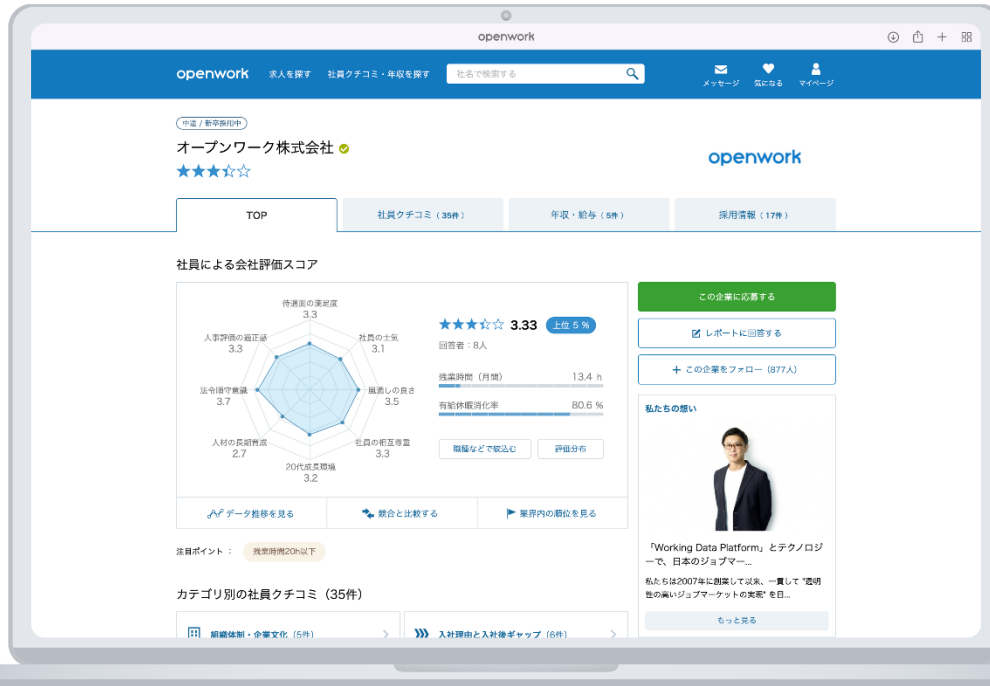 openwork
openwork 求人を探す 社員クチコミ・年収を探す 社名で検索する メッセージ 気になる マイページ
中途 / 新卒採用中
オープンワーク株式会社
openwork
TOP 社員クチコミ(35件) 年収・給与(5件) 採用情報(17件)
社員による会社評価スコア
待遇面の満足度
3.3
社員の士気
3.1
風通しの良さ
3.5
社員の相互尊重
3.3
20代成長環境
3.2
人材の長期育成
2.7
法令順守意識
3.7
人事評価の適正感
3.3
3.33 上位 5 %
回答者:8人
残業時間(月間) 13.4 h
有給休暇消化率 80.6 %
職種などで絞込む 評価分布
データ推移を見る 競合と比較する 業界内の順位を見る
注目ポイント : 残業時間20h以下
カテゴリ別の社員クチコミ(35件)
組織体制・企業文化(5件) 入社理由と入社後ギャップ(6件)
この企業に応募する
レポートに回答する
+ この企業をフォロー(877人)
私たちの想い
「Working Data Platform」とテクノロジ
ーで、日本のジョブマー...
私たちは2007年に創業して以来、一貫して "透明
性の高いジョブマーケットの実現" を目...
もっと見る